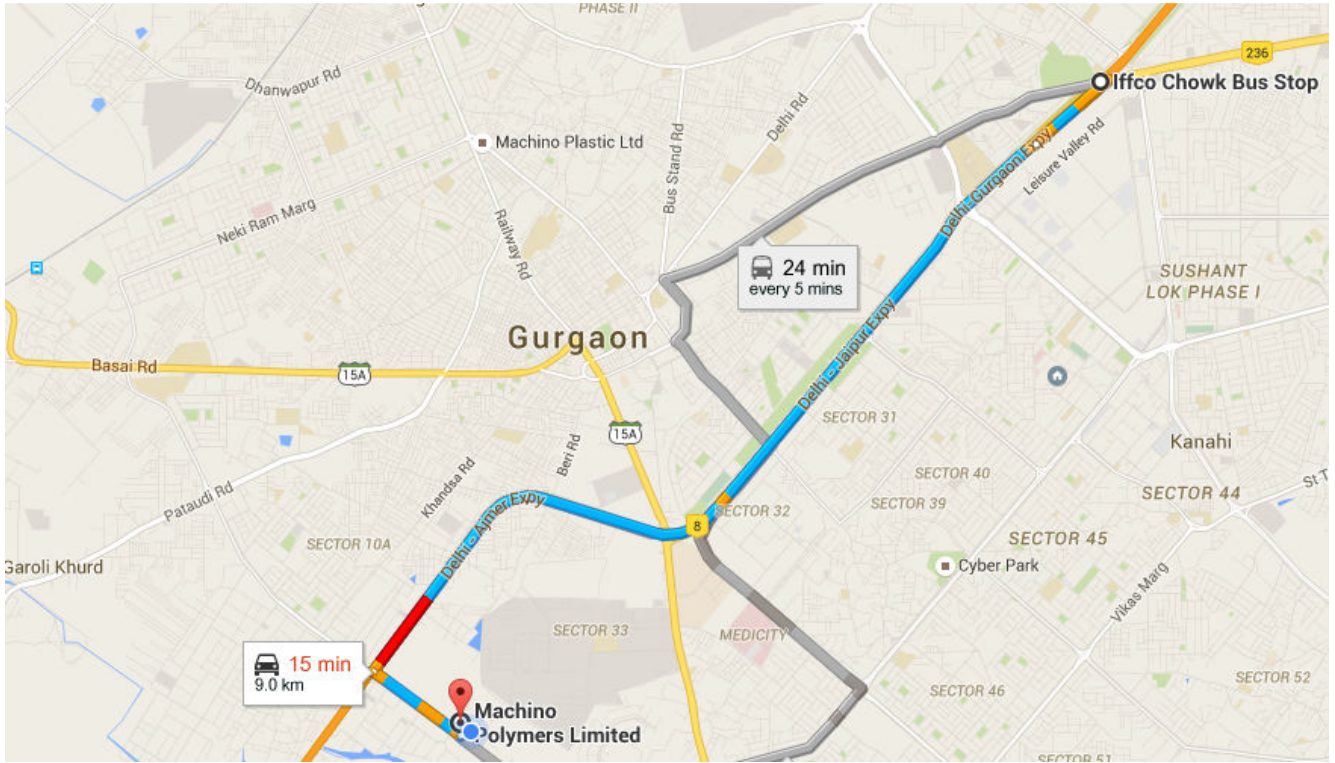 PHASE II
236
Iffco Chowk Bus Stop
Dhanwapur Rd
Delhi Rd
Machino Plastic Ltd
Bus Stand Rd
Leisure Valley Rd
Delhi-Gurgaon Expy
Neki Ram Marg
Railway Rd
24 min
every 5 mins
SUSHANT
LOK PHASE I
Gurgaon
Delhi - Jaipur Expy
Basai Rd
15A
15A
SECTOR 31
Kanahi
Beri Rd
Khandsa Rd
Pataudi Rd
SECTOR 40
SECTOR 39
SECTOR 44
St T
8
SECTOR 32
Delhi - Ajmer Expy
SECTOR 10A
SECTOR 45
Garoli Khurd
Cyber Park
Vikas Marg
SECTOR 33
MEDICITY
15 min
9.0 km
SECTOR 46
SECTOR 52
Machino
Polymers Limited
SECTOR 51